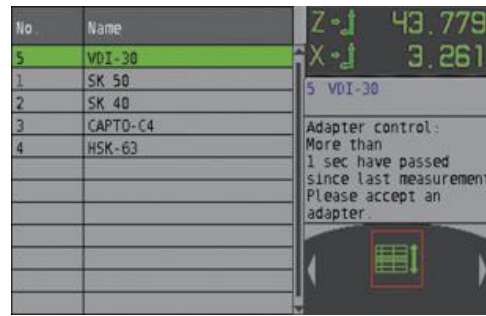 No. Name
5 VDI-30
1 SK 50
2 SK 40
3 CAPTO-C4
4 HSK-63
Z 43.779
X 3.261
5 VDI-30
Adapter control:
More than
1 sec have passed
since last measurement
Please accept an
adapter.